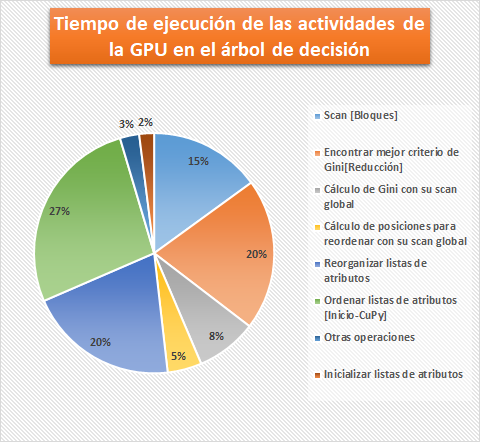 Tiempo de ejecución de las actividades de
la GPU en el árbol de decisión
3%
2%
15%
27%
20%
20%
8%
5%
Scan [Bloques]
Encontrar mejor criterio de
Gini[Reducción]
Cálculo de Gini con su scan
global
Cálculo de posiciones para
reordenar con su scan global
Reorganizar listas de
atributos
Ordenar listas de atributos
[Inicio-CuPy]
Otras operaciones
Inicializar listas de atributos